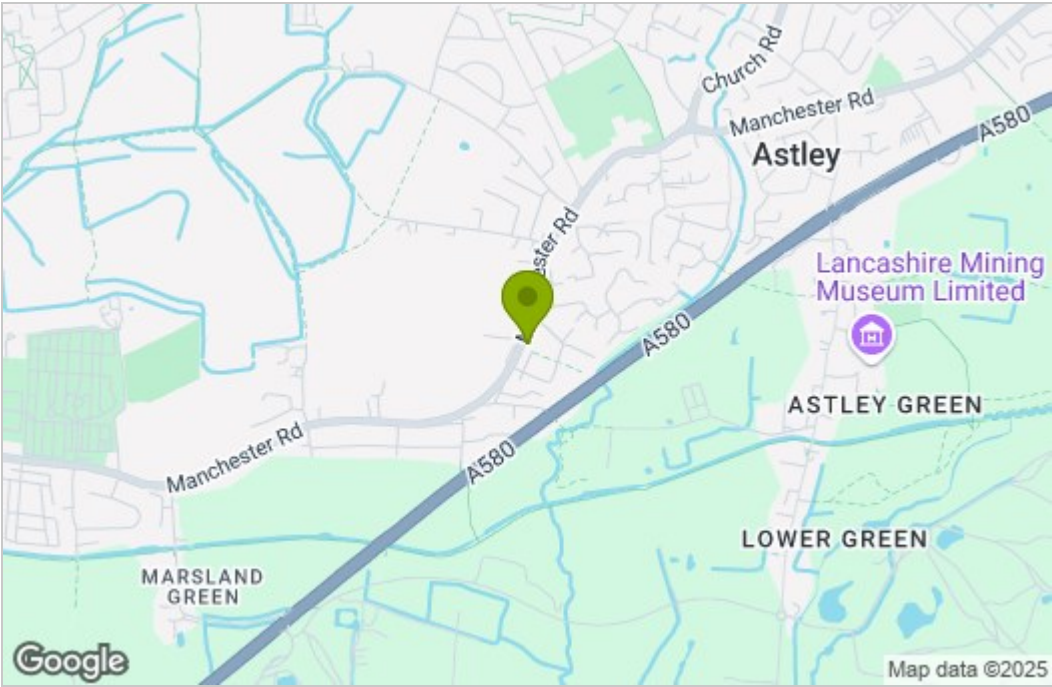 Church Rd
Manchester Rd
Astley
A580
ester Rd
Lancashire Mining
Museum Limited
A580
ASTLEY GREEN
Manchester Rd
A580
LOWER GREEN
MARSLAND
GREEN
Google
Map data ©2025